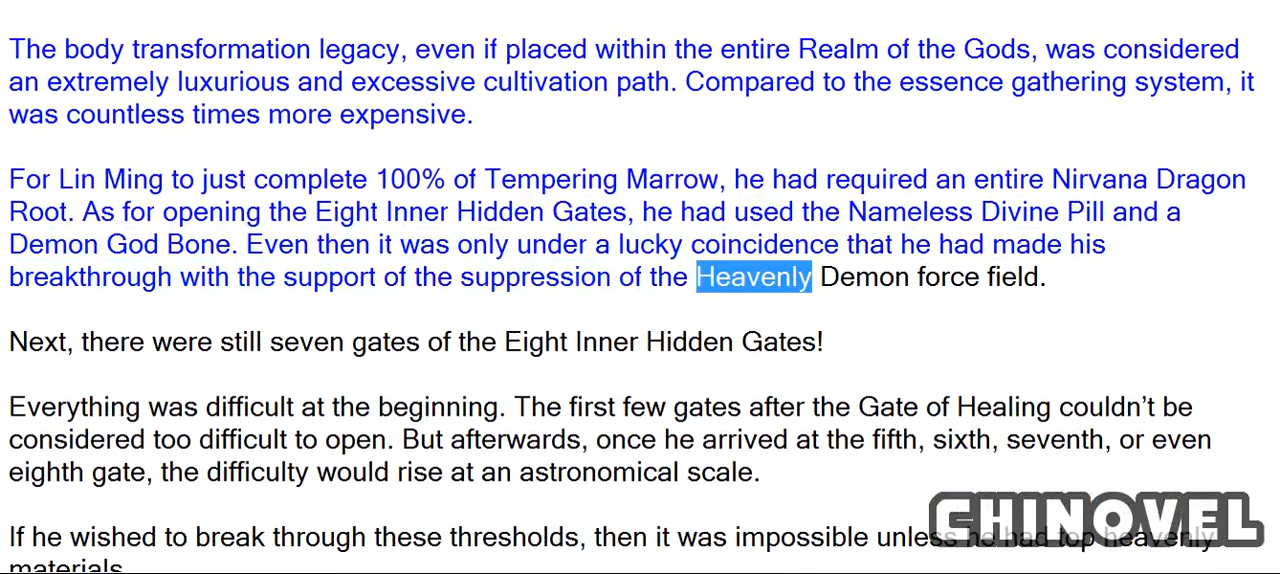 The body transformation legacy, even if placed within the entire Realm of the Gods, was considered
an extremely luxurious and excessive cultivation path. Compared to the essence gathering system, it
was countless times more expensive.
For Lin Ming to just complete 100% of Tempering Marrow, he had required an entire Nirvana Dragon
Root. As for opening the Eight Inner Hidden Gates, he had used the Nameless Divine Pill and a
Demon God Bone. Even then it was only under a lucky coincidence that he had made his
breakthrough with the support of the suppression of the Heavenly Demon force field.
Next, there were still seven gates of the Eight Inner Hidden Gates!
Everything was difficult at the beginning. The first few gates after the Gate of Healing couldn’t be
considered too difficult to open. But afterwards, once he arrived at the fifth, sixth, seventh, or even
eighth gate, the difficulty would rise at an astronomical scale.
If he wished to break through these thresholds, then it was impossible unless he had top heavenly
materials
CHINOVEL